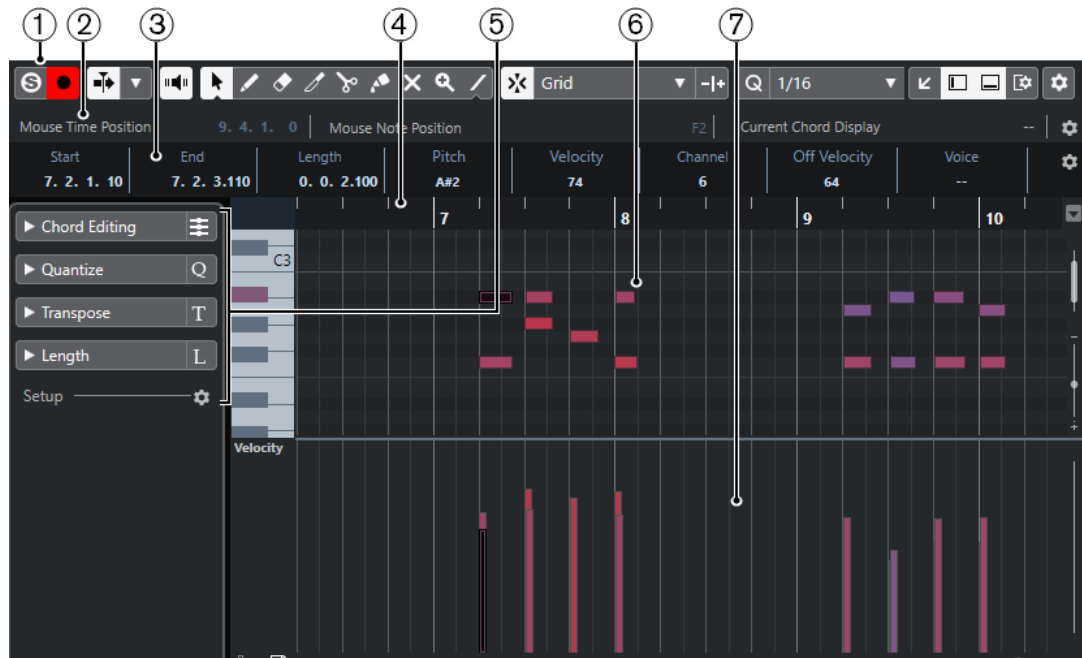 1 2 3 4 5 6 7
S Grid Q 1/16
Mouse Time Position 9. 4. 1. 0 Mouse Note Position F2 Current Chord Display --
Start End Length Pitch Velocity Channel Off Velocity Voice
7. 2. 1. 10 7. 2. 3.110 0. 0. 2.100 A#2 74 6 64 --
7 8 9 10
Chord Editing
C3
Quantize Q
Transpose T
Length L
Setup
Velocity